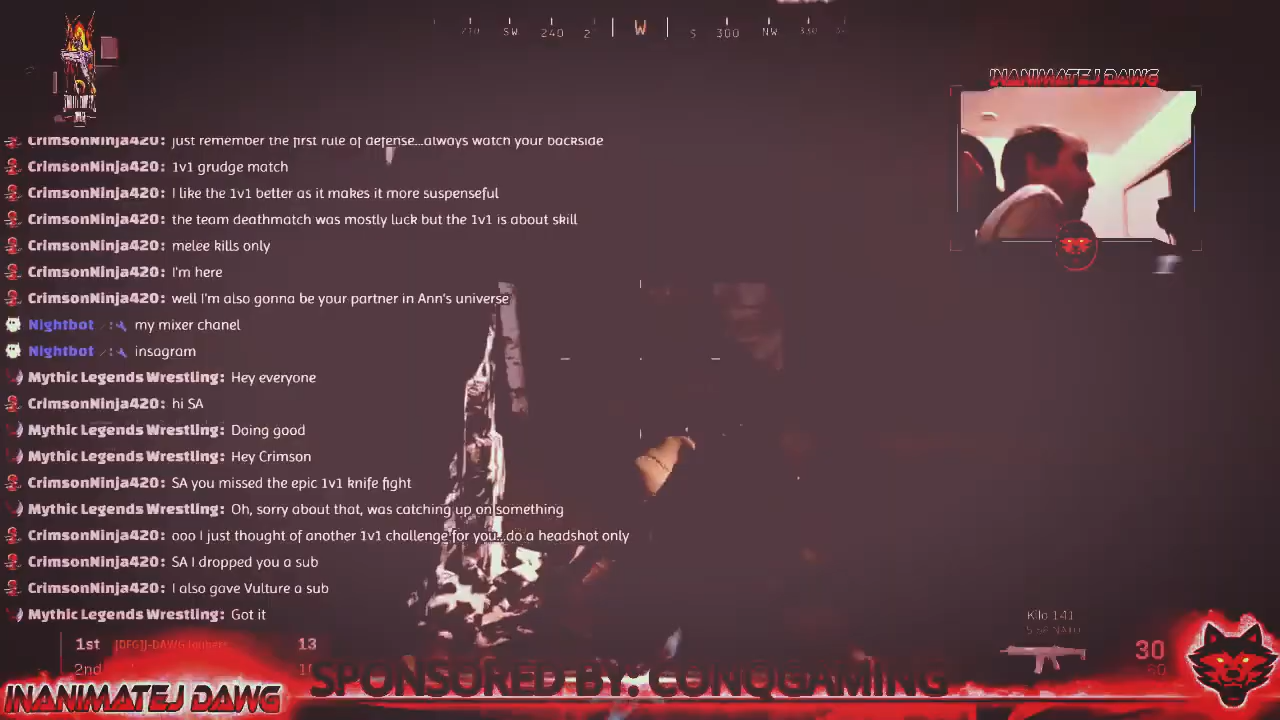 SW 240 W 300 NW 330
INANIMATEJ DAWG
CrimsonNinja420: just remember the first rule of defense...always watch your backside
CrimsonNinja420: 1v1 grudge match
CrimsonNinja420: I like the 1v1 better as it makes it more suspenseful
CrimsonNinja420: the team deathmatch was mostly luck but the 1v1 is about skill
CrimsonNinja420: melee kills only
CrimsonNinja420: I'm here
CrimsonNinja420: well I'm also gonna be your partner in Ann's universe
Nightbot: my mixer chanel
Nightbot: insagram
Mythic Legends Wrestling: Hey everyone
CrimsonNinja420: hi SA
Mythic Legends Wrestling: Doing good
Mythic Legends Wrestling: Hey Crimson
CrimsonNinja420: SA you missed the epic 1v1 knife fight
Mythic Legends Wrestling: Oh, sorry about that, was catching up on something
CrimsonNinja420: ooo I just thought of another 1v1 challenge for you...do a headshot only
CrimsonNinja420: SA I dropped you a sub
CrimsonNinja420: I also gave Vulture a sub
Mythic Legends Wrestling: Got it
Kilo 141
1st 13
30
2nd
60
SPONSORED BY: CONQGAMING
INANIMATEJ DAWG